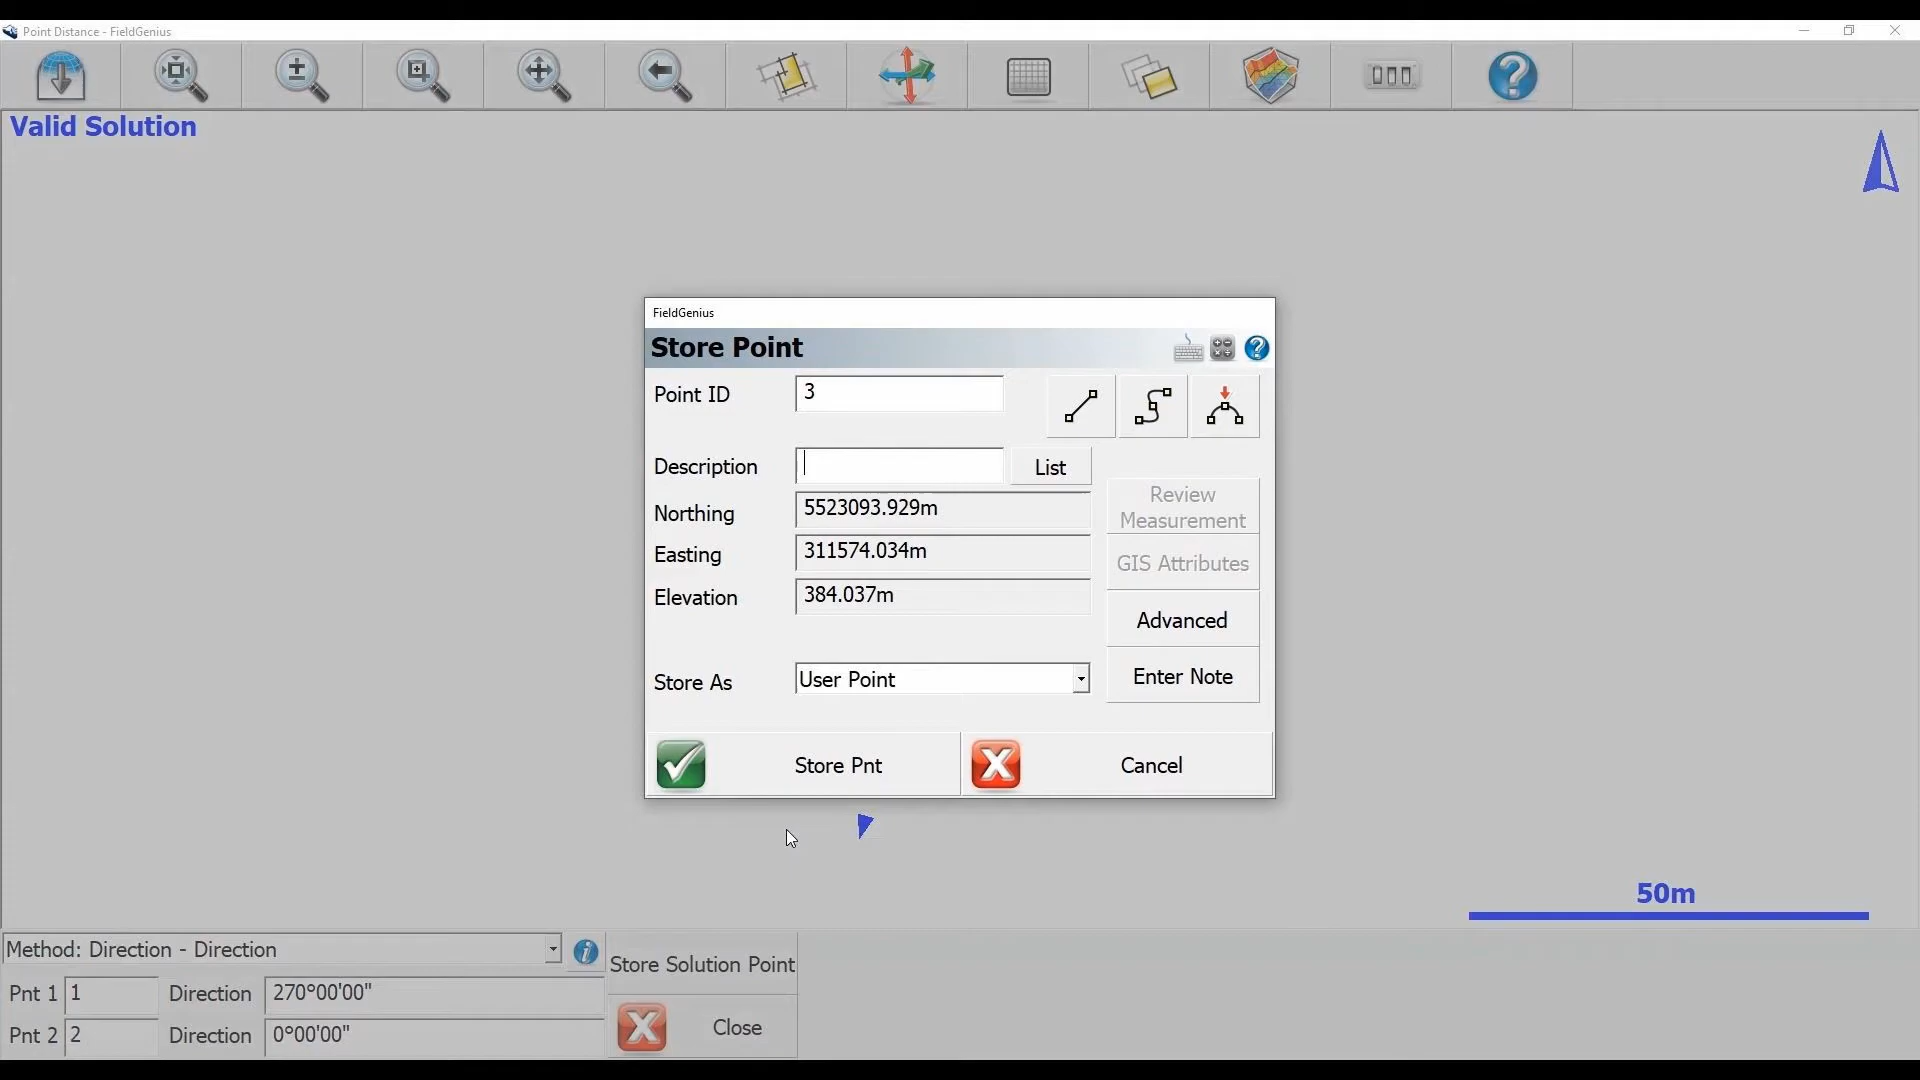 Point Distance - FieldGenius
Valid Solution
FieldGenius
Store Point
Point ID 3
Description List
Northing 5523093.929m
Review Measurement
Easting 311574.034m
GIS Attributes
Elevation 384.037m
Advanced
Store As User Point
Enter Note
Store Pnt Cancel
50m
Method: Direction - Direction
Store Solution Point
Pnt 1 1 Direction 270°00'00"
Pnt 2 2 Direction 0°00'00"
Close